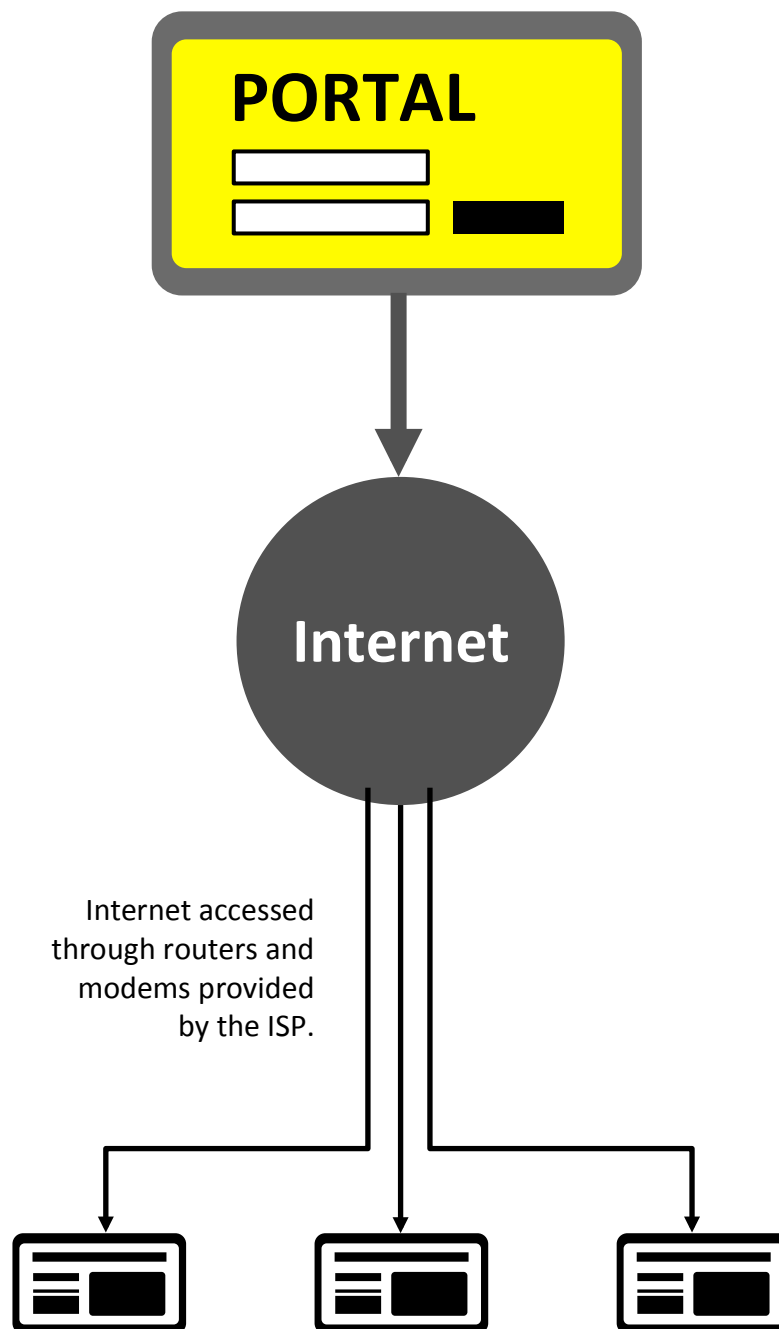 PORTAL
Internet
Internet accessed
through routers and
modems provided
by the ISP.